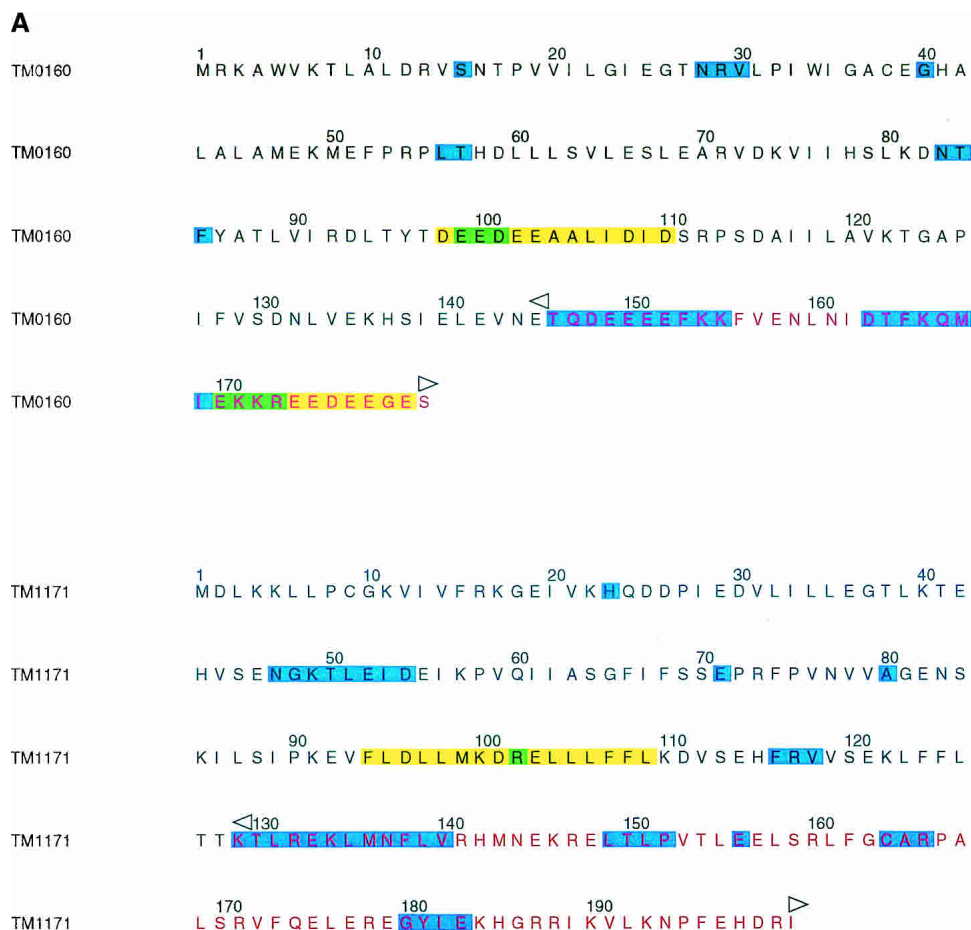 A
1 10 20 30 40
TM0160 M R K A W V K T L A L D R V S N T P V V I L G I E G T N R V L P I W I G A C E G H A
50 60 70 80
TM0160 L A L A M E K M E F P R P L T H D L L L S V L E S L E A R V D K V I I H S L K D N T
90 100 110 120
TM0160 F Y A T L V I R D L T Y T D E E D E E A A L I D I D S R P S D A I I L A V K T G A P
130 140 150 160
TM0160 I F V S D N L V E K H S I E L E V N E T Q D E E E E F K K F V E N L N I D T F K Q M
170
TM0160 I E K K R E E D E E G E S
1 10 20 30 40
TM1171 M D L K K L L P C G K V I V F R K G E I V K H Q D D P I E D V L I L L E G T L K T E
50 60 70 80
TM1171 H V S E N G K T L E I D E I K P V Q I I A S G F I F S S E P R F P V N V V A G E N S
90 100 110 120
TM1171 K I L S I P K E V F L D L L M K D R E L L L F F L K D V S E H F R V V S E K L F F L
130 140 150 160
TM1171 T T K T L R E K L M N F L V R H M N E K R E L T L P V T L E E L S R L F G C A R P A
170 180 190
TM1171 L S R V F Q E L E R E G Y I E K H G R R I K V L K N P F E H D R I